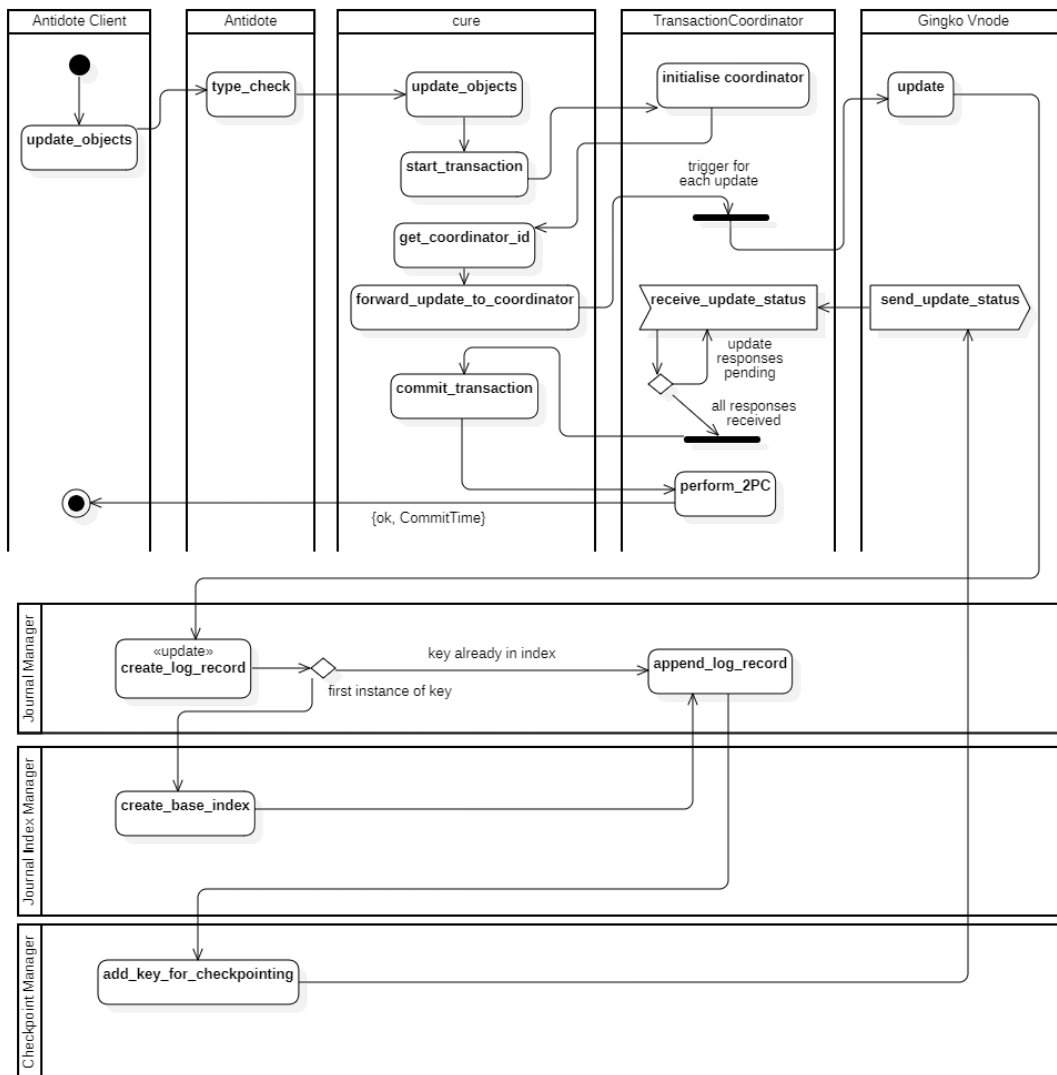 Antidote Client
Antidote
cure
TransactionCoordinator
Gingko Vnode
type_check
update_objects
initialise coordinator
update
update_objects
start_transaction
trigger for
each update
get_coordinator_id
forward_update_to_coordinator
receive_update_status
send_update_status
update
responses
pending
commit_transaction
all responses
received
perform_2PC
{ok, CommitTime}
Journal Manager
«update»
create_log_record
key already in index
append_log_record
first instance of key
Journal Index Manager
create_base_index
Checkpoint Manager
add_key_for_checkpointing